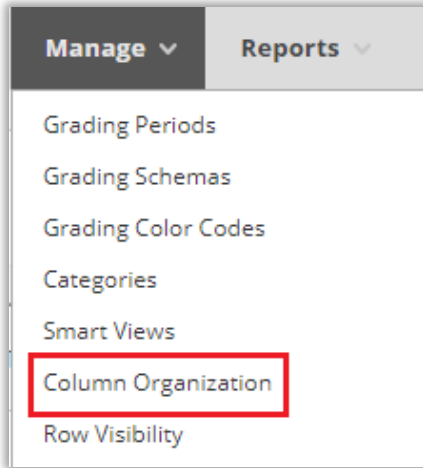 Manage Reports
Grading Periods
Grading Schemas
Grading Color Codes
Categories
Smart Views
Column Organization
Row Visibility